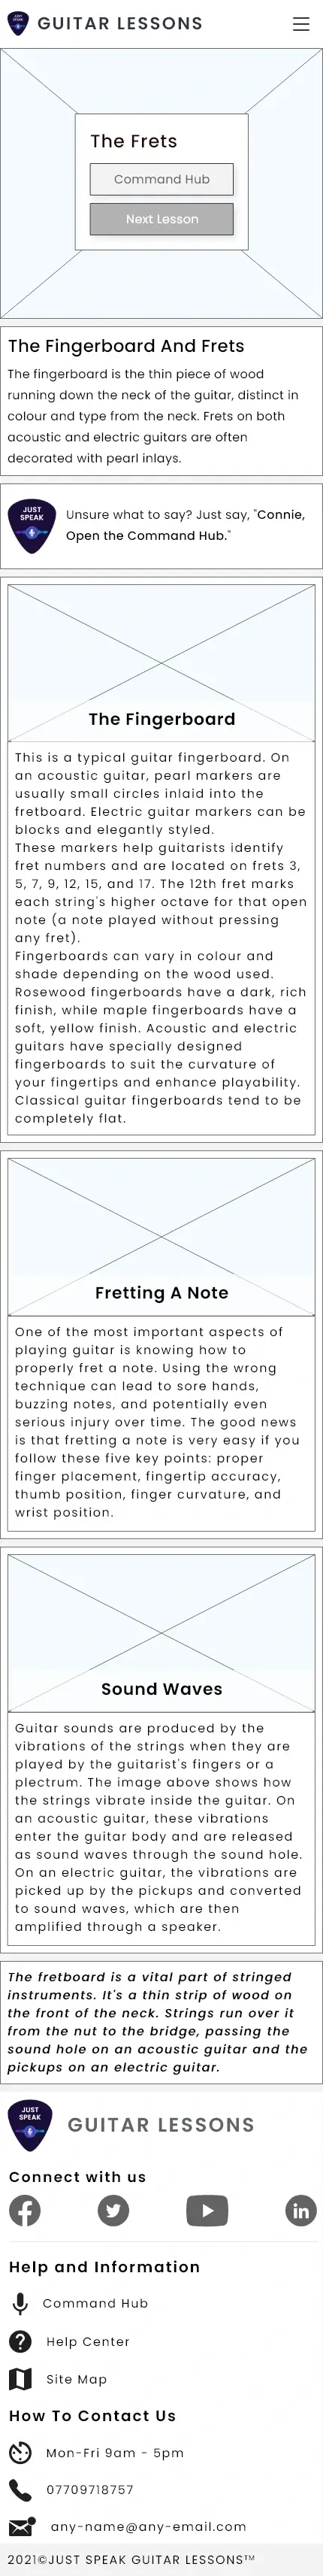 JUST
SPEAK
GUITAR LESSONS
The Frets
Command Hub
Next Lesson
The Fingerboard And Frets
The fingerboard is the thin piece of wood
running down the neck of the guitar, distinct in
colour and type from the neck. Frets on both
acoustic and electric guitars are often
decorated with pearl inlays.
JUST
SPEAK
Unsure what to say? Just say, "Connie,
Open the Command Hub."
The Fingerboard
This is a typical guitar fingerboard. On
an acoustic guitar, pearl markers are
usually small circles inlaid into the
fretboard. Electric guitar markers can be
blocks and elegantly styled.
These markers help guitarists identify
fret numbers and are located on frets 3,
5, 7, 9, 12, 15, and 17. The 12th fret marks
each string's higher octave for that open
note (a note played without pressing
any fret).
Fingerboards can vary in colour and
shade depending on the wood used.
Rosewood fingerboards have a dark, rich
finish, while maple fingerboards have a
soft, yellow finish. Acoustic and electric
guitars have specially designed
fingerboards to suit the curvature of
your fingertips and enhance playability.
Classical guitar fingerboards tend to be
completely flat.
Fretting A Note
One of the most important aspects of
playing guitar is knowing how to
properly fret a note. Using the wrong
technique can lead to sore hands,
buzzing notes, and potentially even
serious injury over time. The good news
is that fretting a note is very easy if you
follow these five key points: proper
finger placement, fingertip accuracy,
thumb position, finger curvature, and
wrist position.
Sound Waves
Guitar sounds are produced by the
vibrations of the strings when they are
played by the guitarist's fingers or a
plectrum. The image above shows how
the strings vibrate inside the guitar. On
an acoustic guitar, these vibrations
enter the guitar body and are released
as sound waves through the sound hole.
On an electric guitar, the vibrations are
picked up by the pickups and converted
to sound waves, which are then
amplified through a speaker.
The fretboard is a vital part of stringed
instruments. It's a thin strip of wood on
the front of the neck. Strings run over it
from the nut to the bridge, passing the
sound hole on an acoustic guitar and the
pickups on an electric guitar.
JUST
SPEAK
GUITAR LESSONS
Connect with us
Help and Information
Command Hub
Help Center
Site Map
How To Contact Us
Mon-Fri 9am - 5pm
07709718757
any-name@any-email.com
2021©JUST SPEAK GUITAR LESSONS™